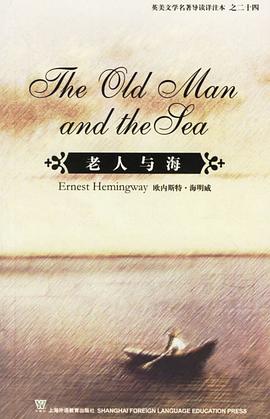 英美文学名著导读详注本 之二十四
The Old Man
and the Sea
老人与海
Ernest Hemingway 欧内斯特·海明威
上海外语教育出版社 SHANGHAI FOREIGN LANGUAGE EDUCATION PRESS